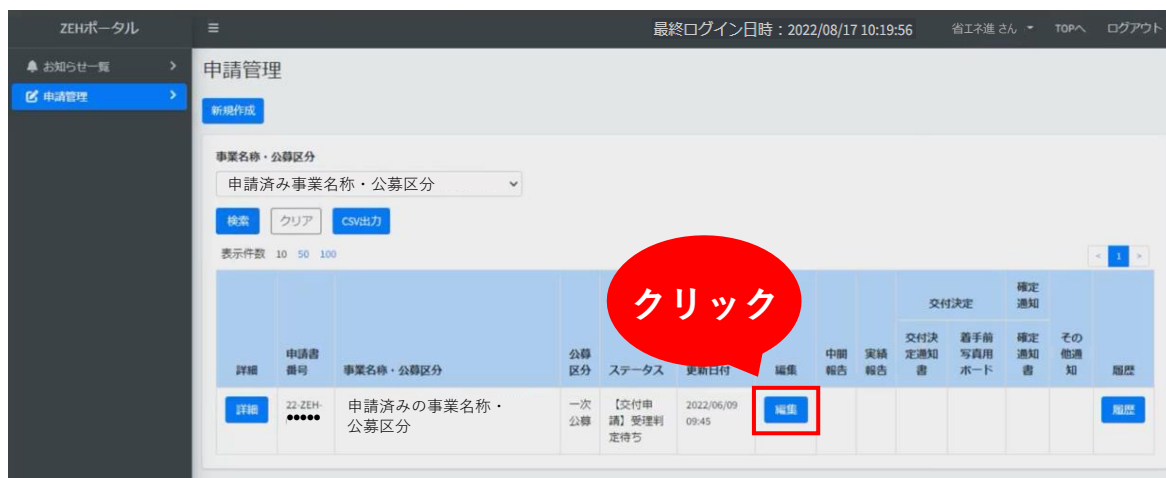 ZEHポータル
最終ログイン日時：2022/08/17 10:19:56
省エネ進 さん
TOPへ
ログアウト
お知らせ一覧
申請管理
申請管理
新規作成
事業名称・公募区分
申請済み事業名称・公募区分
検索
クリア
CSV出力
表示件数 10 50 100
< 1 >
クリック
詳細
申請書
番号
事業名称・公募区分
公募
区分
ステータス
更新日付
編集
中間
報告
実績
報告
交付決定
交付決
定通知
書
着手前
写真用
ボード
確定
通知
確定
通知
書
その
他通
知
履歴
詳細
22-ZEH-
●●●●●
申請済みの事業名称・
公募区分
一次
公募
【交付申
請】受理判
定待ち
2022/06/09
09:45
編集
履歴